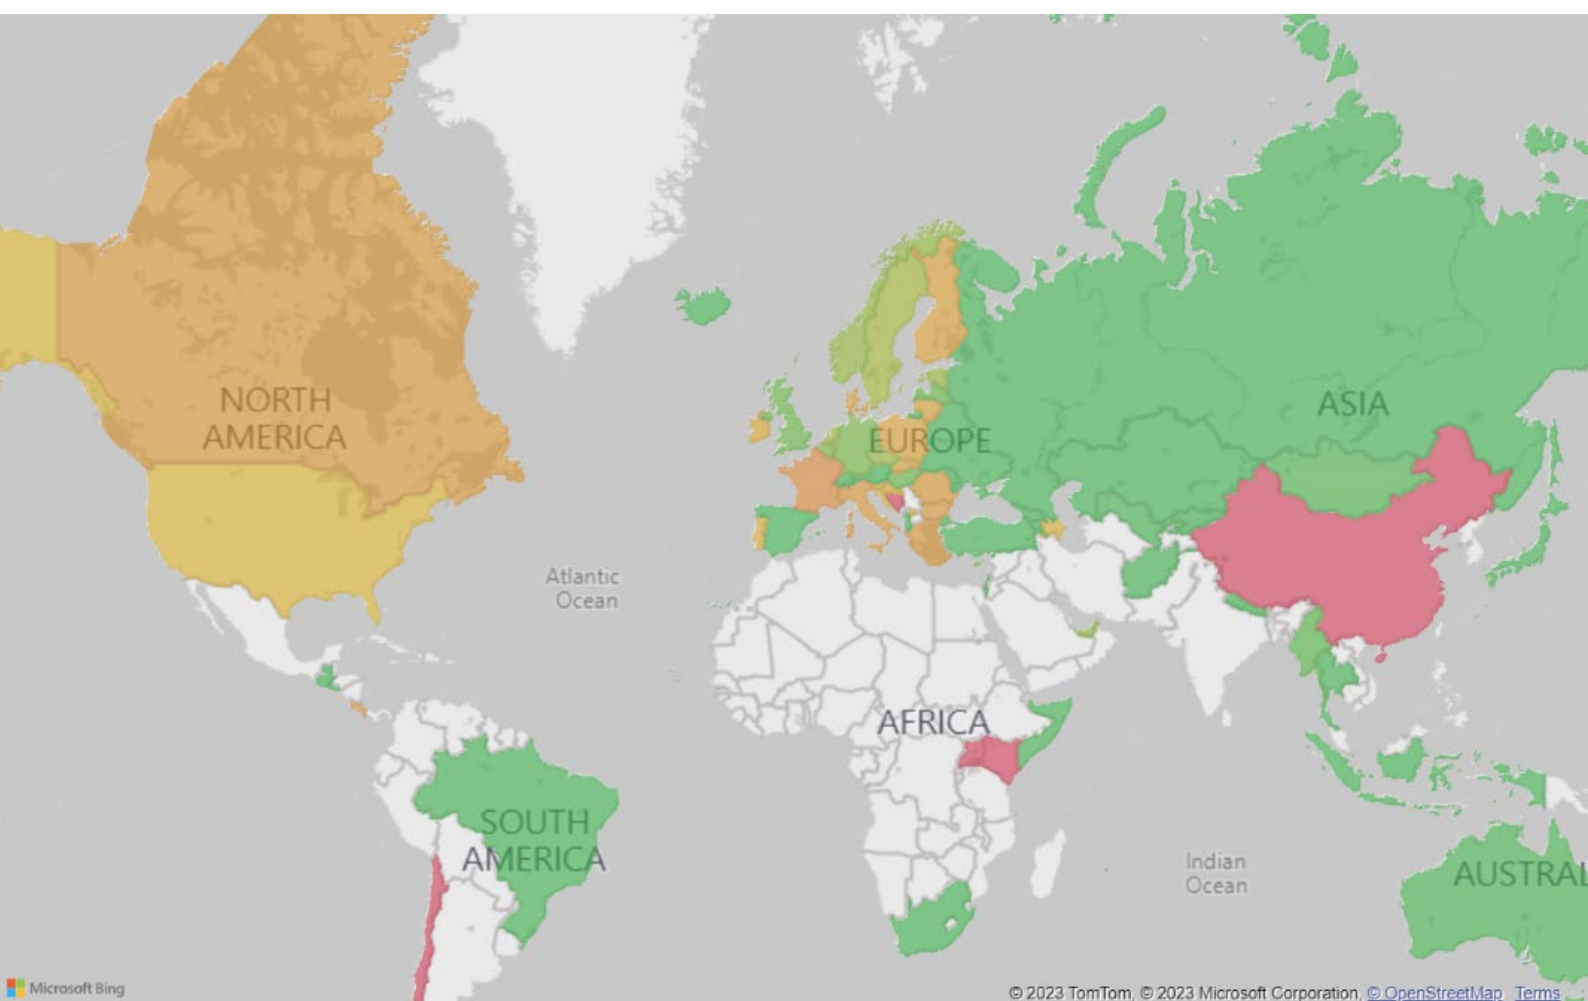 NORTH
AMERICA
ASIA
EUROPE
Atlantic
Ocean
AFRICA
SOUTH
AMERICA
Indian
Ocean
AUSTRAL
Microsoft Bing
© 2023 TomTom, © 2023 Microsoft Corporation, © OpenStreetMap Terms